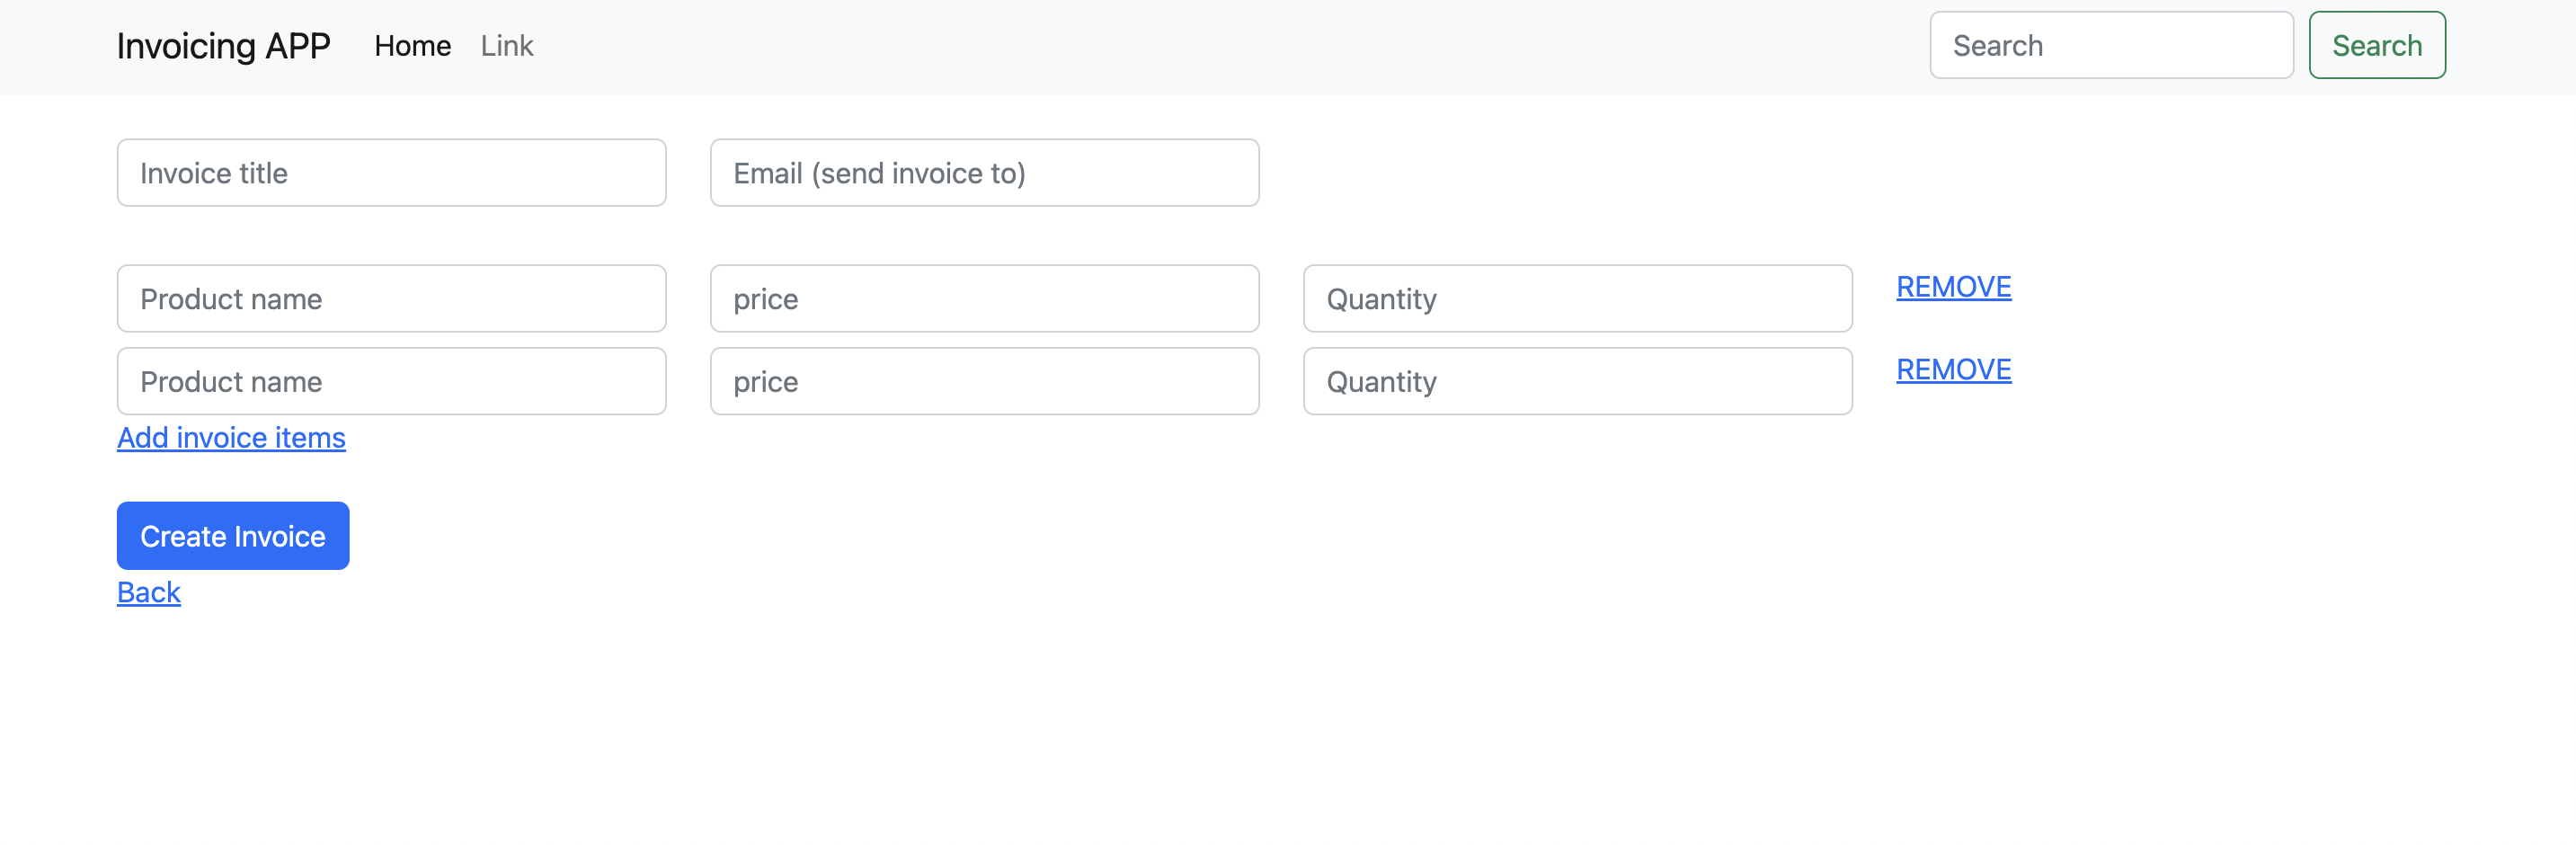 Invoicing APP Home Link Search Search
Invoice title Email (send invoice to)
Product name price Quantity REMOVE
Product name price Quantity REMOVE
Add invoice items
Create Invoice
Back